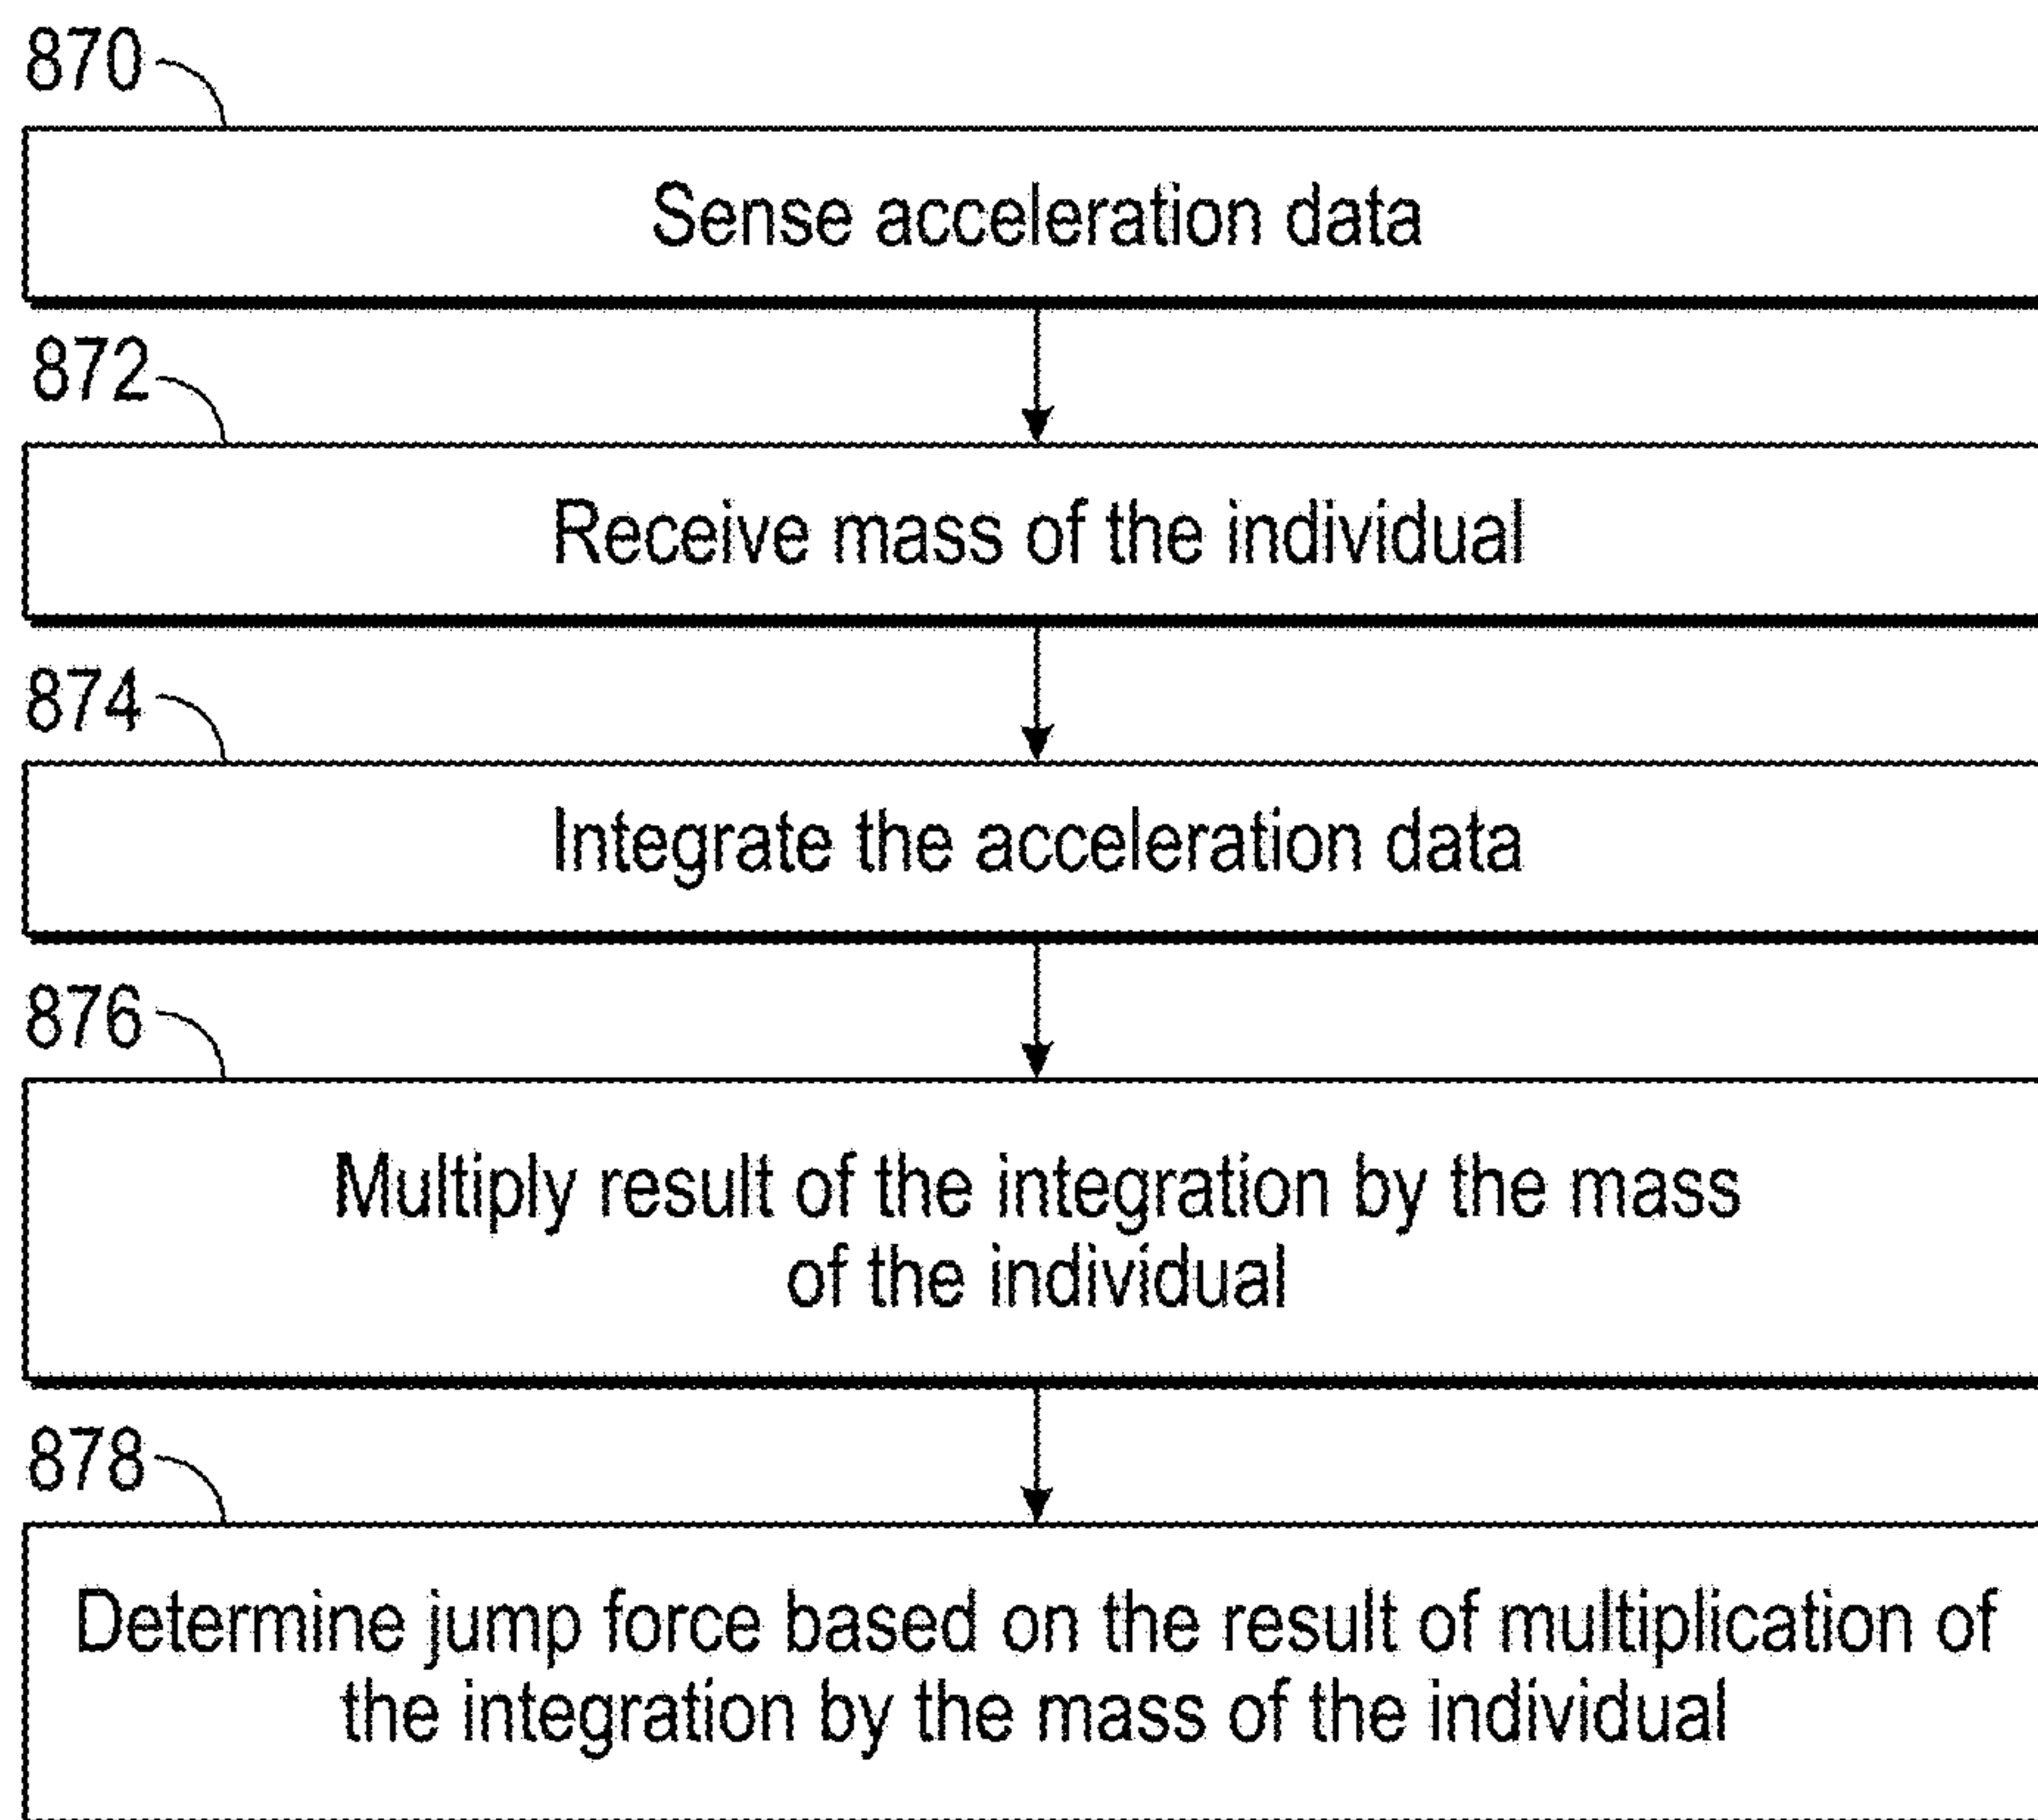 870
Sense acceleration data
872
Receive mass of the individual
874
Integrate the acceleration data
876
Multiply result of the integration by the mass
of the individual
878
Determine jump force based on the result of multiplication of
the integration by the mass of the individual